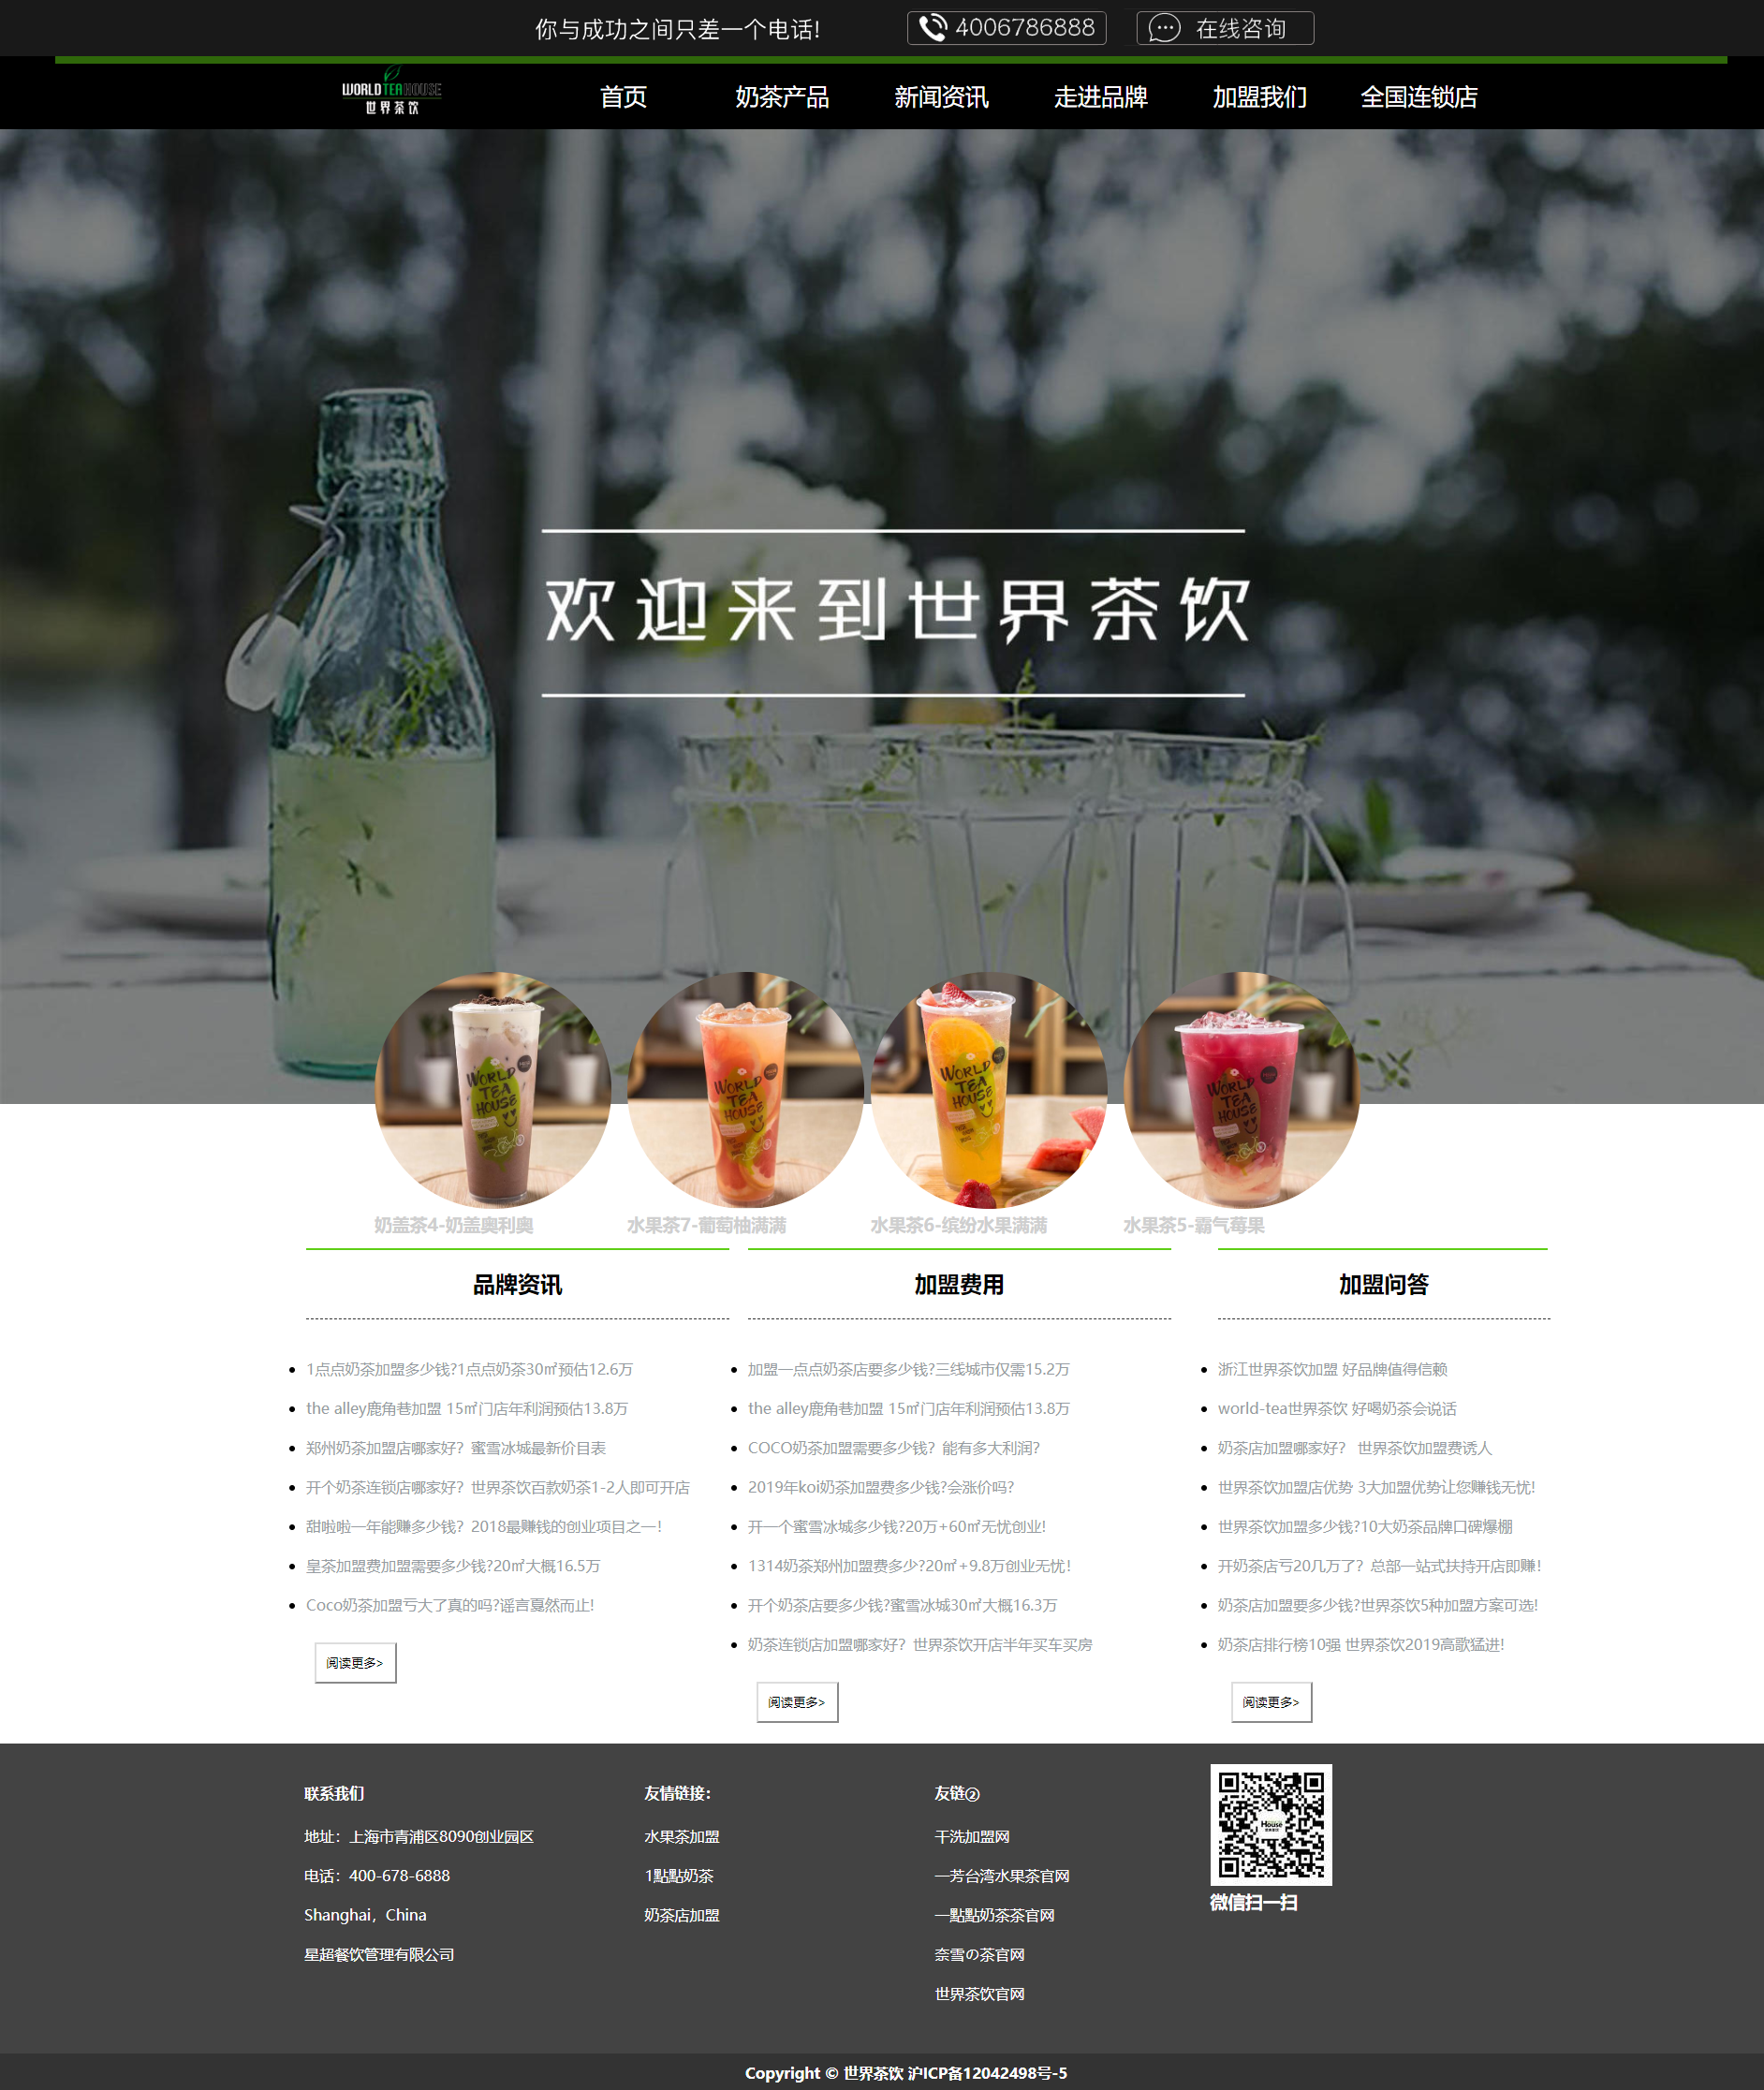 你与成功之间只差一个电话!
4006786888
在线咨询
WORLD TEA HOUSE
世界茶饮
首页
奶茶产品
新闻资讯
走进品牌
加盟我们
全国连锁店
欢迎来到世界茶饮
WORLD TEA HOUSE
WORLD TEA HOUSE
WORLD TEA HOUSE
WORLD TEA HOUSE
奶盖茶4-奶盖奥利奥
水果茶7-葡萄柚满满
水果茶6-缤纷水果满满
水果茶5-霸气莓果
品牌资讯
1点点奶茶加盟多少钱?1点点奶茶30㎡预估12.6万
the alley鹿角巷加盟 15㎡门店年利润预估13.8万
郑州奶茶加盟店哪家好？蜜雪冰城最新价目表
开个奶茶连锁店哪家好？世界茶饮百款奶茶1-2人即可开店
甜啦啦一年能赚多少钱？2018最赚钱的创业项目之一！
皇茶加盟费加盟需要多少钱?20㎡大概16.5万
Coco奶茶加盟亏大了真的吗?谣言戛然而止!
阅读更多>
加盟费用
加盟一点点奶茶店要多少钱?三线城市仅需15.2万
the alley鹿角巷加盟 15㎡门店年利润预估13.8万
COCO奶茶加盟需要多少钱？能有多大利润？
2019年koi奶茶加盟费多少钱?会涨价吗?
开一个蜜雪冰城多少钱?20万+60㎡无忧创业!
1314奶茶郑州加盟费多少?20㎡+9.8万创业无忧！
开个奶茶店要多少钱?蜜雪冰城30㎡大概16.3万
奶茶连锁店加盟哪家好？世界茶饮开店半年买车买房
阅读更多>
加盟问答
浙江世界茶饮加盟 好品牌值得信赖
world-tea世界茶饮 好喝奶茶会说话
奶茶店加盟哪家好？ 世界茶饮加盟费诱人
世界茶饮加盟店优势 3大加盟优势让您赚钱无忧!
世界茶饮加盟多少钱?10大奶茶品牌口碑爆棚
开奶茶店亏20几万了？总部一站式扶持开店即赚！
奶茶店加盟要多少钱?世界茶饮5种加盟方案可选!
奶茶店排行榜10强 世界茶饮2019高歌猛进!
阅读更多>
联系我们
地址：上海市青浦区8090创业园区
电话：400-678-6888
Shanghai，China
星超餐饮管理有限公司
友情链接：
水果茶加盟
1點點奶茶
奶茶店加盟
友链②
干洗加盟网
一芳台湾水果茶官网
一點點奶茶茶官网
奈雪の茶官网
世界茶饮官网
House
微信扫一扫
Copyright © 世界茶饮 沪ICP备12042498号-5